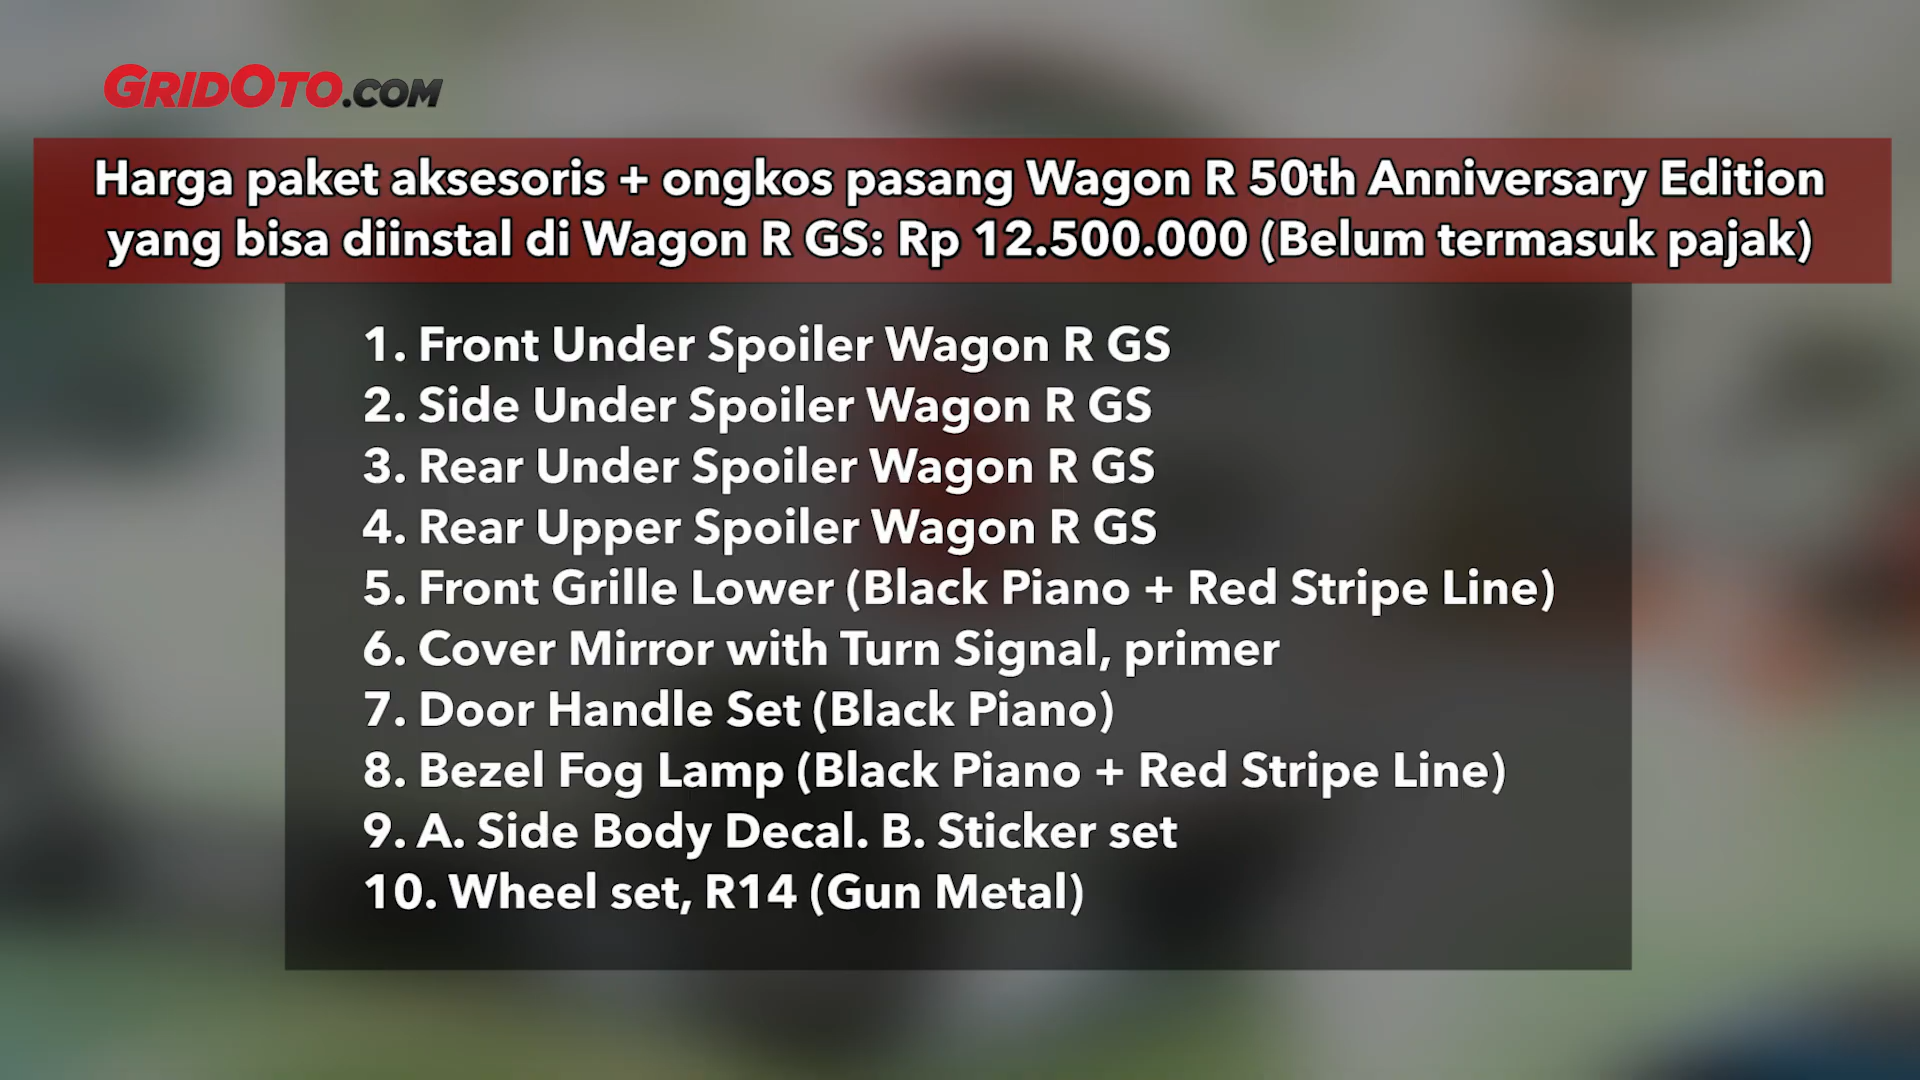 GRIDOTO.COM
Harga paket aksesoris + ongkos pasang Wagon R 50th Anniversary Edition
yang bisa diinstal di Wagon R GS: Rp 12.500.000 (Belum termasuk pajak)
1. Front Under Spoiler Wagon R GS
2. Side Under Spoiler Wagon R GS
3. Rear Under Spoiler Wagon R GS
4. Rear Upper Spoiler Wagon R GS
5. Front Grille Lower (Black Piano + Red Stripe Line)
6. Cover Mirror with Turn Signal, primer
7. Door Handle Set (Black Piano)
8. Bezel Fog Lamp (Black Piano + Red Stripe Line)
9. A. Side Body Decal. B. Sticker set
10. Wheel set, R14 (Gun Metal)